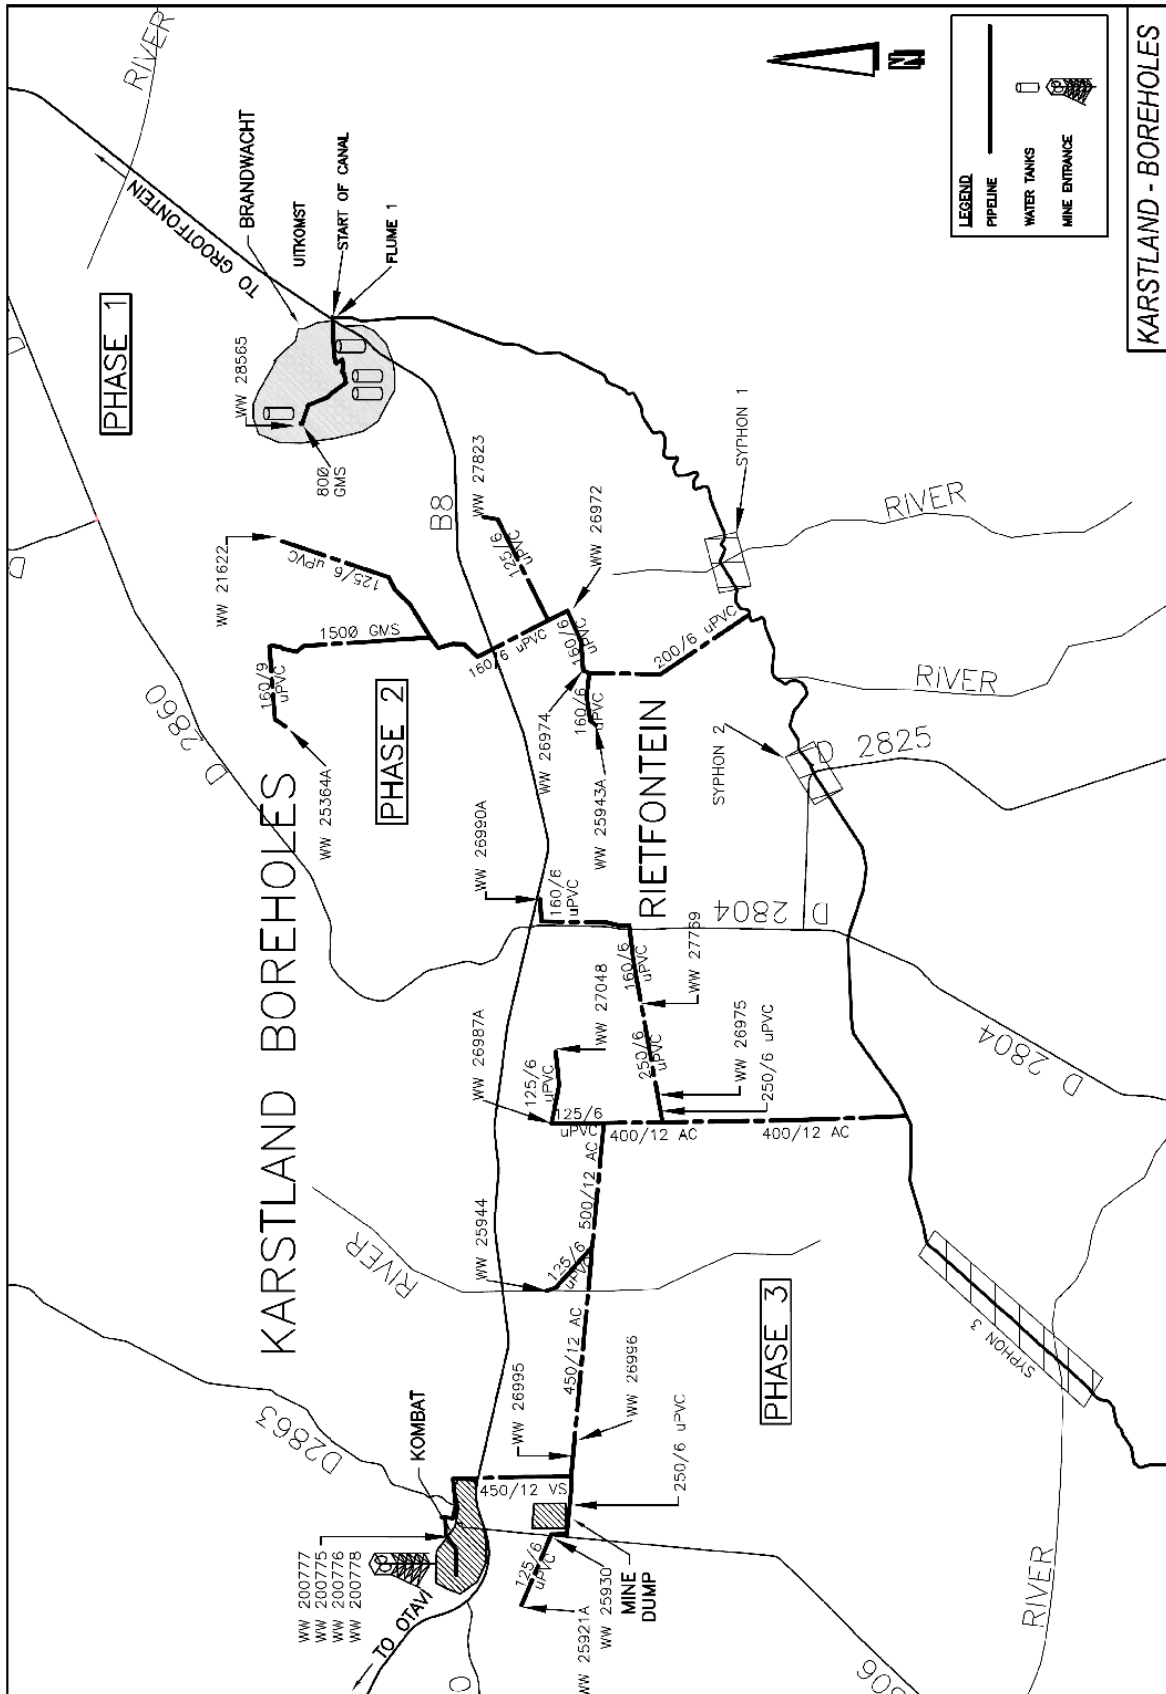 KARSTLAND BOREHOLES
PHASE 1
PHASE 2
PHASE 3
RIETFONTEIN
RIVER
TO GROOTFONTEIN
BRANDWACHT
UITKOMST
START OF CANAL
FLUME 1
WW 28565
800
GMS
B8
WW 27823
125/6
uPVC
WW 26972
WW 21622
125/6
uPVC
1500 GMS
160/9
uPVC
WW 25364A
D 2860
160/6 uPVC
160/6
uPVC
160/6
uPVC
200/6 uPVC
WW 26974
WW 25943A
SYPHON 1
RIVER
RIVER
SYPHON 2
D 2825
D 2804
D 2804
WW 26990A
160/6
uPVC
160/6
uPVC
WW 27769
WW 27048
WW 26987A
125/6
uPVC
125/6
uPVC
250/6
uPVC
WW 26975
250/6 uPVC
400/12 AC
400/12 AC
500/12 AC
WW 25944
125/6
uPVC
RIVER
450/12 AC
WW 26995
WW 26996
250/6 uPVC
450/12 VS
SYPHON 3
D2863
KOMBAT
WW 200777
WW 200775
WW 200776
WW 200778
TO OTAVI
125/6
uPVC
WW 25921A
WW 25930
MINE
DUMP
RIVER
N
LEGEND
PIPELINE
WATER TANKS
MINE ENTRANCE
KARSTLAND - BOREHOLES